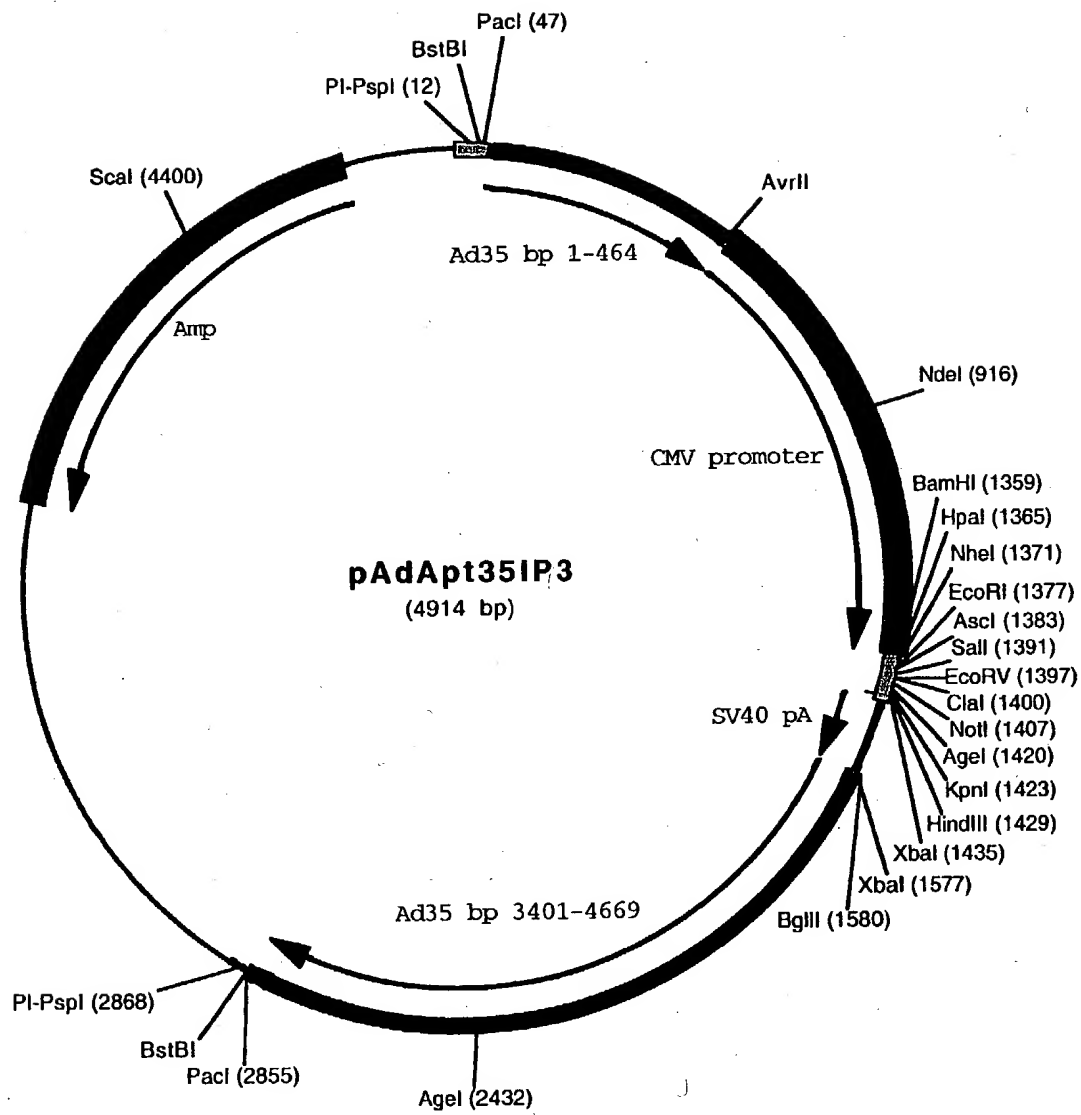 PacI (47)
BstBI
PI-PspI (12)
ScaI (4400)
AvrII
Ad35 bp 1-464
Amp
NdeI (916)
CMV promoter
BamHI (1359)
HpaI (1365)
NheI (1371)
EcoRI (1377)
AscI (1383)
SalI (1391)
EcoRV (1397)
ClaI (1400)
NotI (1407)
AgeI (1420)
KpnI (1423)
HindIII (1429)
XbaI (1435)
XbaI (1577)
BglII (1580)
pAdApt35IP3
(4914 bp)
SV40 pA
Ad35 bp 3401-4669
PI-PspI (2868)
BstBI
PacI (2855)
AgeI (2432)